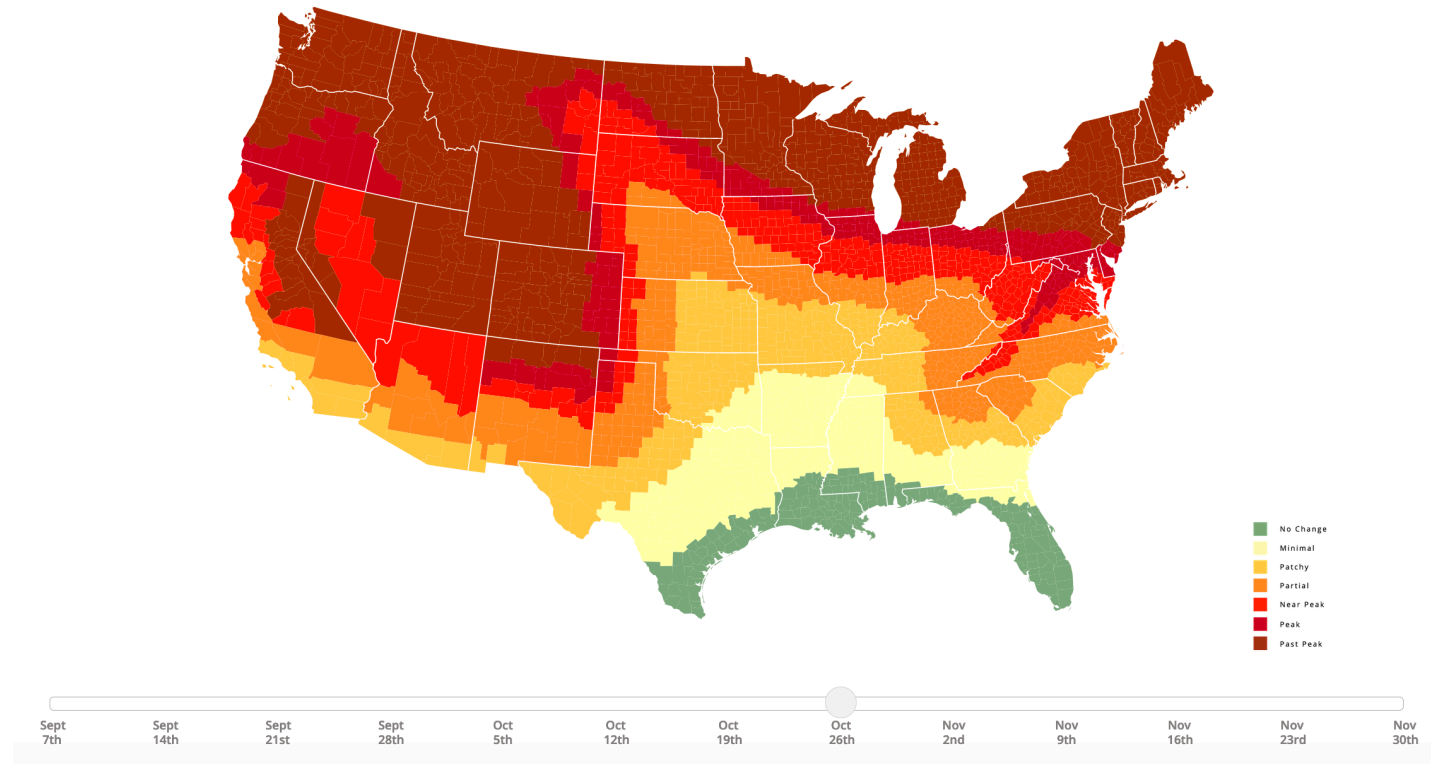 No Change
Minimal
Patchy
Partial
Near Peak
Peak
Past Peak
Sept Sept Sept Sept Oct Oct Oct Oct Nov Nov Nov Nov Nov
7th 14th 21st 28th 5th 12th 19th 26th 2nd 9th 16th 23rd 30th